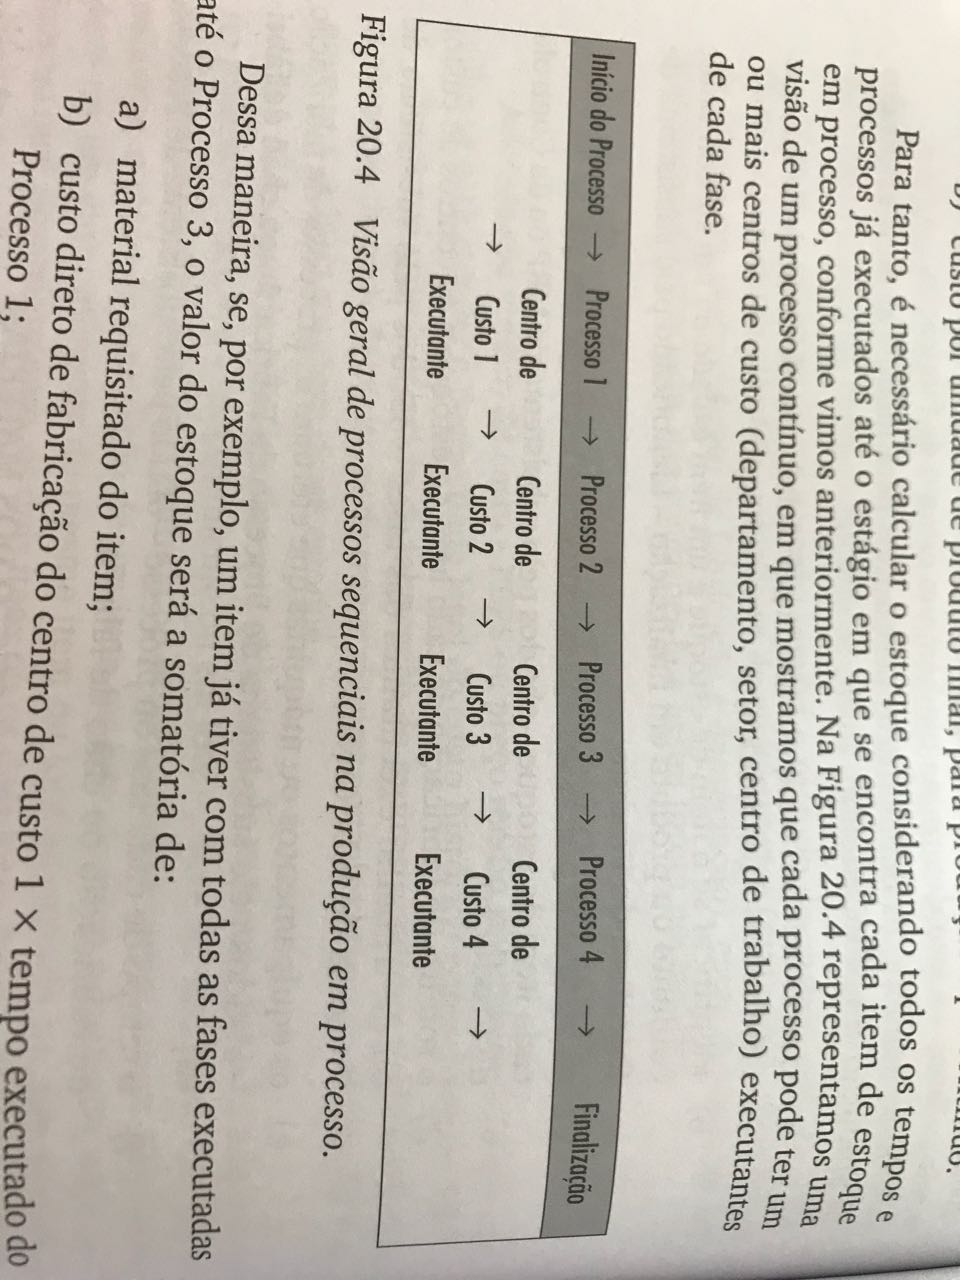 b) custo por unidade de produto final, para
Para tanto, é necessário calcular o estoque considerando todos os tempos e
processos já executados até o estágio em que se encontra cada item de estoque
em processo, conforme vimos anteriormente. Na Figura 20.4 representamos uma
visão de um processo contínuo, em que mostramos que cada processo pode ter um
ou mais centros de custo (departamento, setor, centro de trabalho) executantes
de cada fase.
Início do Processo → Processo 1 → Processo 2 → Processo 3 → Processo 4 → Finalização
Centro de Centro de Centro de Centro de
→ Custo 1 → Custo 2 → Custo 3 → Custo 4 →
Executante Executante Executante Executante
Figura 20.4 Visão geral de processos sequenciais na produção em processo.
Dessa maneira, se, por exemplo, um item já tiver com todas as fases executadas
até o Processo 3, o valor do estoque será a somatória de:
a) material requisitado do item;
b) custo direto de fabricação do centro de custo 1 × tempo executado do
Processo 1;